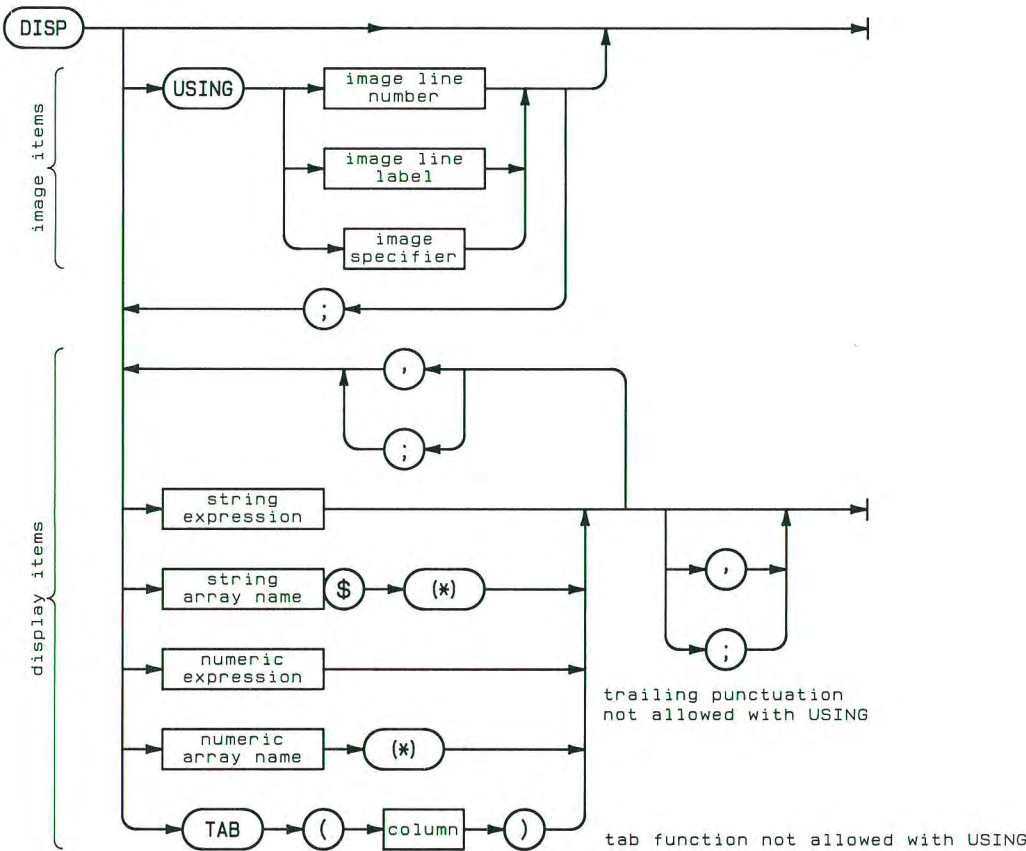 DISP
image items
USING
image line
number
image line
label
image
specifier
;
display items
,
;
string
expression
string
array name
$
(*)
numeric
expression
numeric
array name
(*)
TAB
(
column
)
,
;
trailing punctuation
not allowed with USING
tab function not allowed with USING